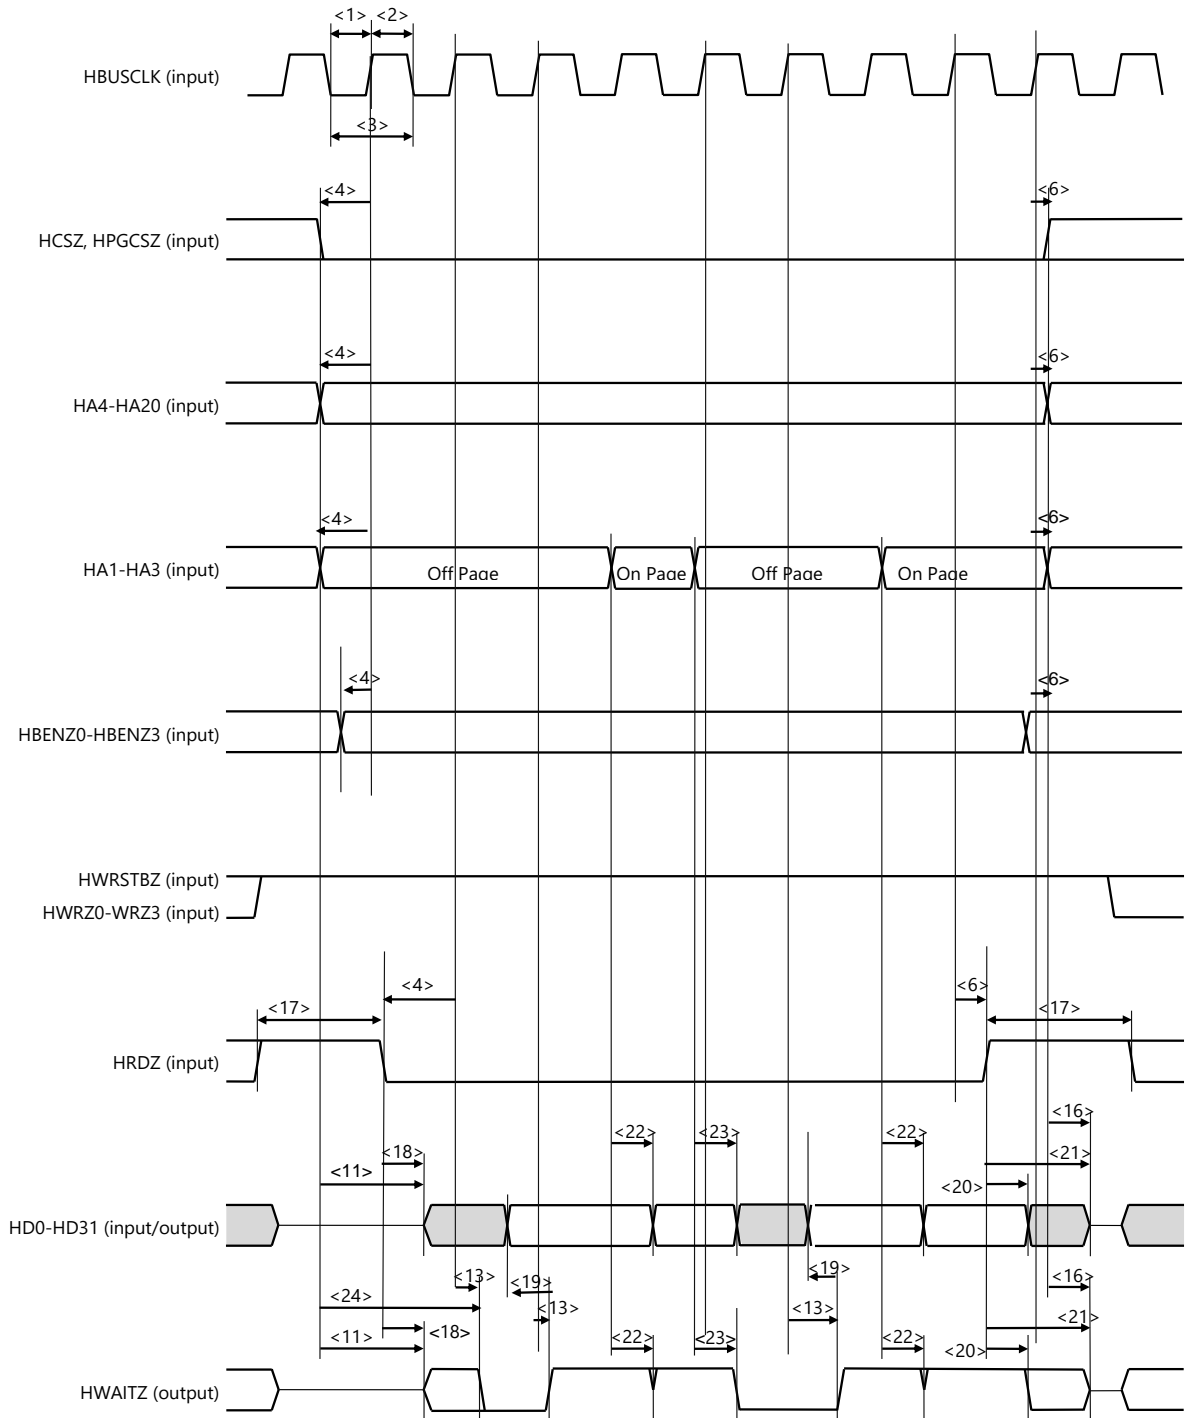 <1> <2>
HBUSCLK (input)
<3>
<4> <6>
HCSZ, HPGCSZ (input)
<4> <6>
HA4-HA20 (input)
<4> <6>
HA1-HA3 (input)
Off Page On Page Off Page On Page
<4> <6>
HBENZ0-HBENZ3 (input)
HWRSTBZ (input)
HWRZ0-WRZ3 (input)
<4> <6>
<17> <17>
HRDZ (input)
<16>
<22> <23> <22>
<18> <21>
<11> <20>
HD0-HD31 (input/output)
<13> <19> <19> <16>
<24> <13> <13>
<18> <21>
<11> <22> <23> <22> <20>
HWAITZ (output)